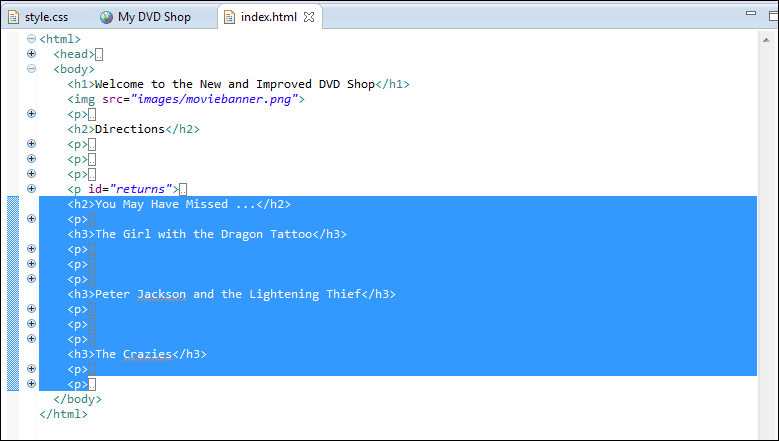 style.css My DVD Shop index.html
<html>
<head>
<body>
<h1>Welcome to the New and Improved DVD Shop</h1>
<img src="images/moviebanner.png">
<p>
<h2>Directions</h2>
<p>
<p>
<p>
<p id="returns">
<h2>You May Have Missed ...</h2>
<p>
<h3>The Girl with the Dragon Tattoo</h3>
<p>
<p>
<p>
<h3>Peter Jackson and the Lightening Thief</h3>
<p>
<p>
<p>
<h3>The Crazies</h3>
<p>
<p>
</body>
</html>